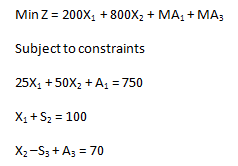 Min Z = 200X₁ + 800X₂ + MA₁ + MA₃
Subject to constraints
25X₁ + 50X₂ + A₁ = 750
X₁ + S₂ = 100
X₂–S₃ + A₃ = 70